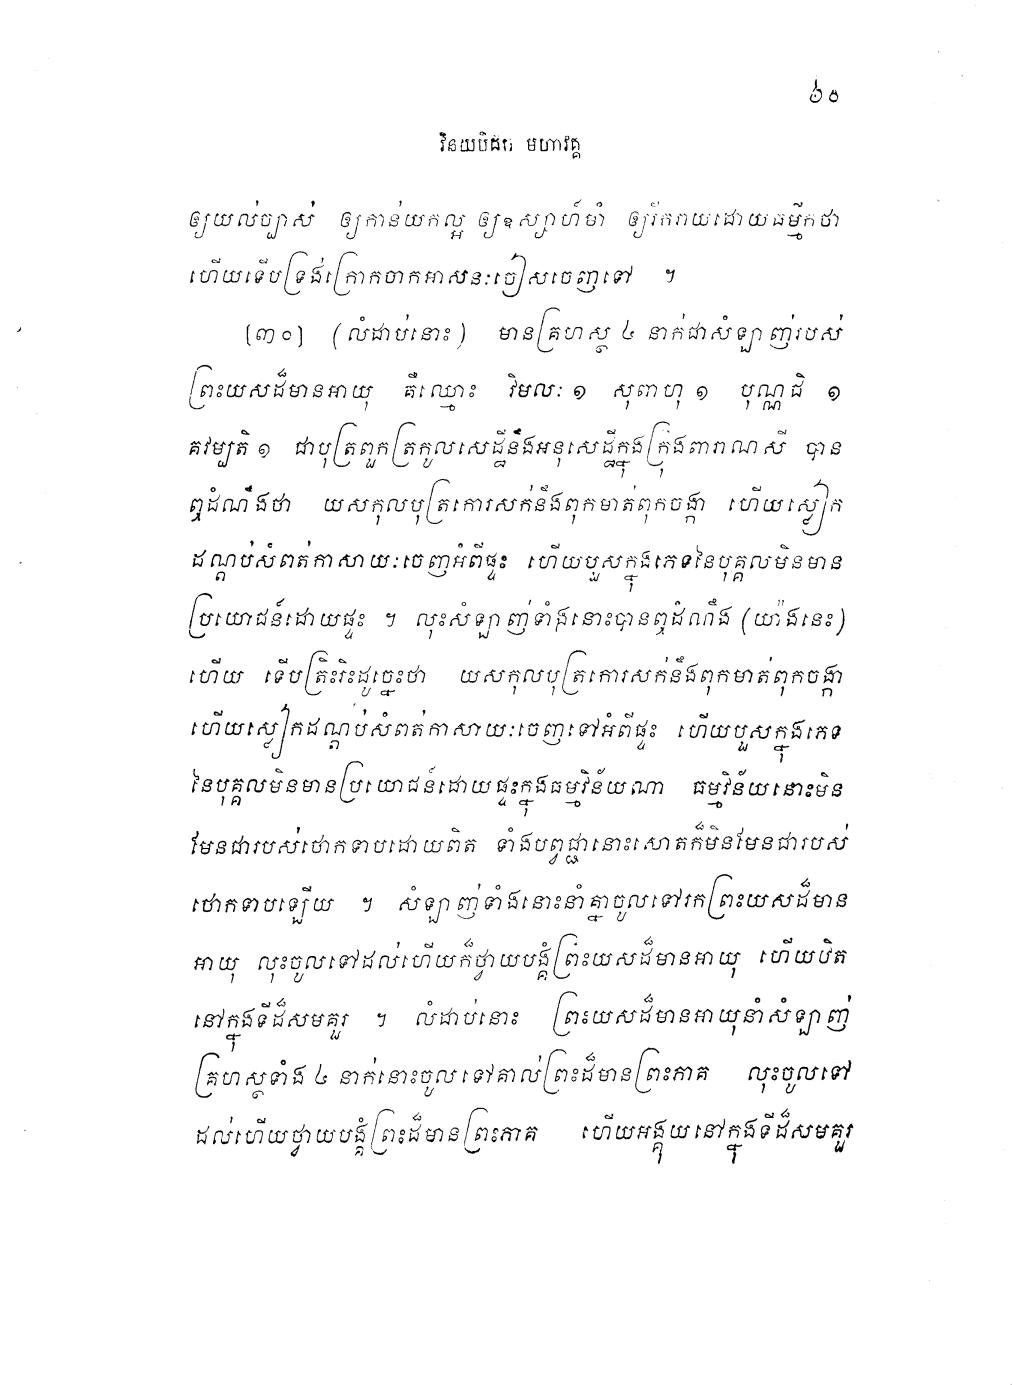 ៦០
វិនយបិដក មហាវគ្គ
ឲ្យយល់ច្បាស់ ឲ្យកាន់យកល្អ ឲ្យឧស្សាហ៍មាំ ឲ្យរីករាយដោយធម្មីកថា
ហើយទើបទ្រង់ក្រោកចាកអាសនៈចៀសចេញទៅ ។
[៣០] (លំដាប់នោះ) មានគ្រហស្ថ ៤ នាក់ជាសំឡាញ់របស់
ព្រះយសដ៏មានអាយុ គឺឈ្មោះ វិមលៈ ១ សុពាហុ ១ បុណ្ណជិ ១
គវម្បតិ ១ ជាបុត្រពួកត្រកូលសេដ្ឋីនឹងអនុសេដ្ឋីក្នុងក្រុងពារាណសី បាន
ឮដំណឹងថា យសកុលបុត្រកោរសក់នឹងពុកមាត់ពុកចង្កា ហើយស្លៀក
ដណ្តប់សំពត់កាសាយៈចេញអំពីផ្ទះ ហើយបួសក្នុងភេទនៃបុគ្គលមិនមាន
ប្រយោជន៍ដោយផ្ទះ ។ លុះសំឡាញ់ទាំងនោះបានឮដំណឹង (យ៉ាងនេះ)
ហើយ ទើបត្រិះរិះដូច្នេះថា យសកុលបុត្រកោរសក់នឹងពុកមាត់ពុកចង្កា
ហើយស្លៀកដណ្តប់សំពត់កាសាយៈចេញទៅអំពីផ្ទះ ហើយបួសក្នុងភេទ
នៃបុគ្គលមិនមានប្រយោជន៍ដោយផ្ទះក្នុងធម្មវិន័យណា ធម្មវិន័យនោះមិន
មែនជារបស់ថោកទាបដោយពិត ទាំងបព្វជ្ជានោះសោតក៏មិនមែនជារបស់
ថោកទាបឡើយ ។ សំឡាញ់ទាំងនោះនាំគ្នាចូលទៅរកព្រះយសដ៏មាន
អាយុ លុះចូលទៅដល់ហើយក៏ថ្វាយបង្គំព្រះយសដ៏មានអាយុ ហើយឋិត
នៅក្នុងទីដ៏សមគួរ ។ លំដាប់នោះ ព្រះយសដ៏មានអាយុនាំសំឡាញ់
គ្រហស្ថទាំង ៤ នាក់នោះចូលទៅគាល់ព្រះដ៏មានព្រះភាគ លុះចូលទៅ
ដល់ហើយថ្វាយបង្គំព្រះដ៏មានព្រះភាគ ហើយអង្គុយនៅក្នុងទីដ៏សមគួរ